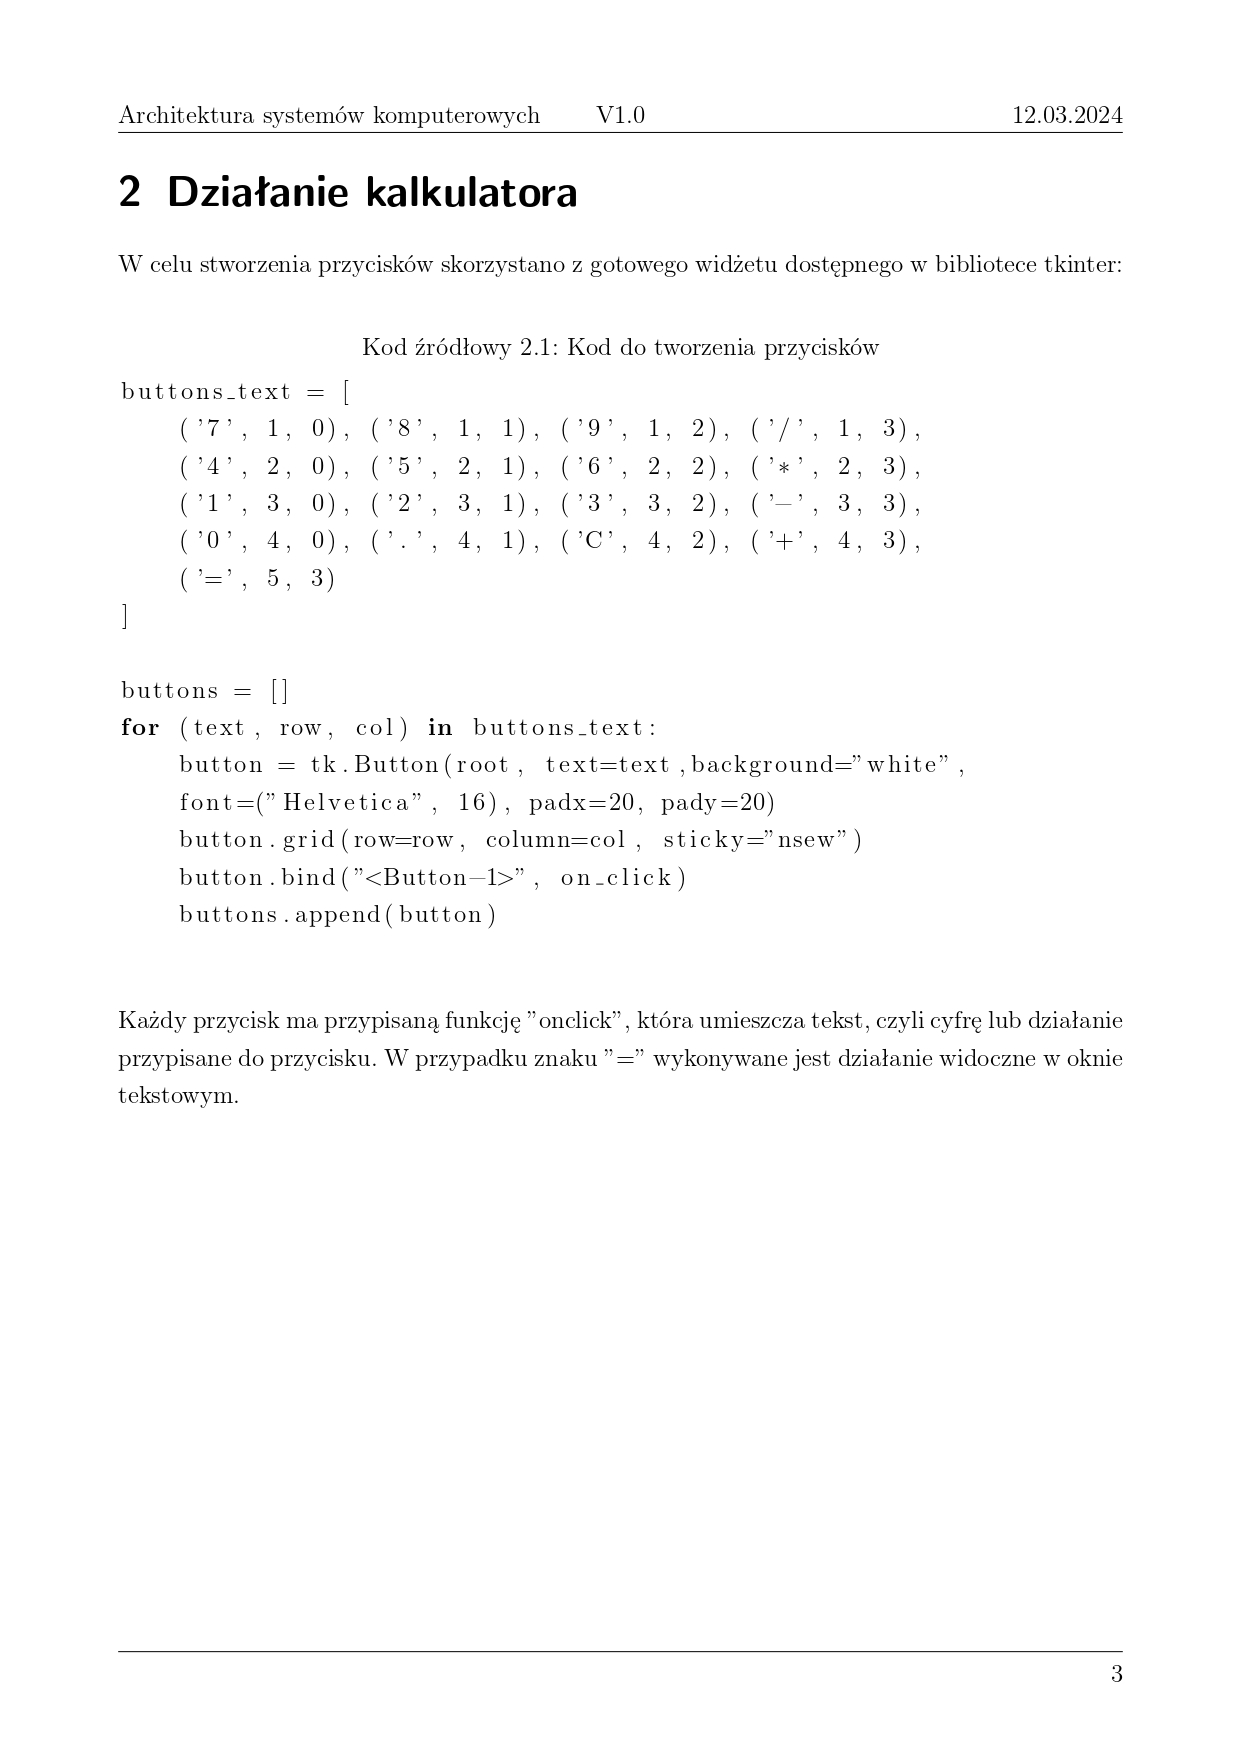 Architektura systemów komputerowych V1.0 12.03.2024
2 Działanie kalkulatora
W celu stworzenia przycisków skorzystano z gotowego widżetu dostępnego w bibliotece tkinter:
Kod źródłowy 2.1: Kod do tworzenia przycisków
buttons_text = [
    ('7', 1, 0), ('8', 1, 1), ('9', 1, 2), ('/', 1, 3),
    ('4', 2, 0), ('5', 2, 1), ('6', 2, 2), ('*', 2, 3),
    ('1', 3, 0), ('2', 3, 1), ('3', 3, 2), ('-', 3, 3),
    ('0', 4, 0), ('.', 4, 1), ('C', 4, 2), ('+', 4, 3),
    ('=', 5, 3)
]
buttons = []
for (text, row, col) in buttons_text:
    button = tk.Button(root, text=text,background="white",
    font=("Helvetica", 16), padx=20, pady=20)
    button.grid(row=row, column=col, sticky="nsew")
    button.bind("<Button-1>", on_click)
    buttons.append(button)
Każdy przycisk ma przypisaną funkcję "onclick", która umieszcza tekst, czyli cyfrę lub działanie
przypisane do przycisku. W przypadku znaku "=" wykonywane jest działanie widoczne w oknie
tekstowym.
3